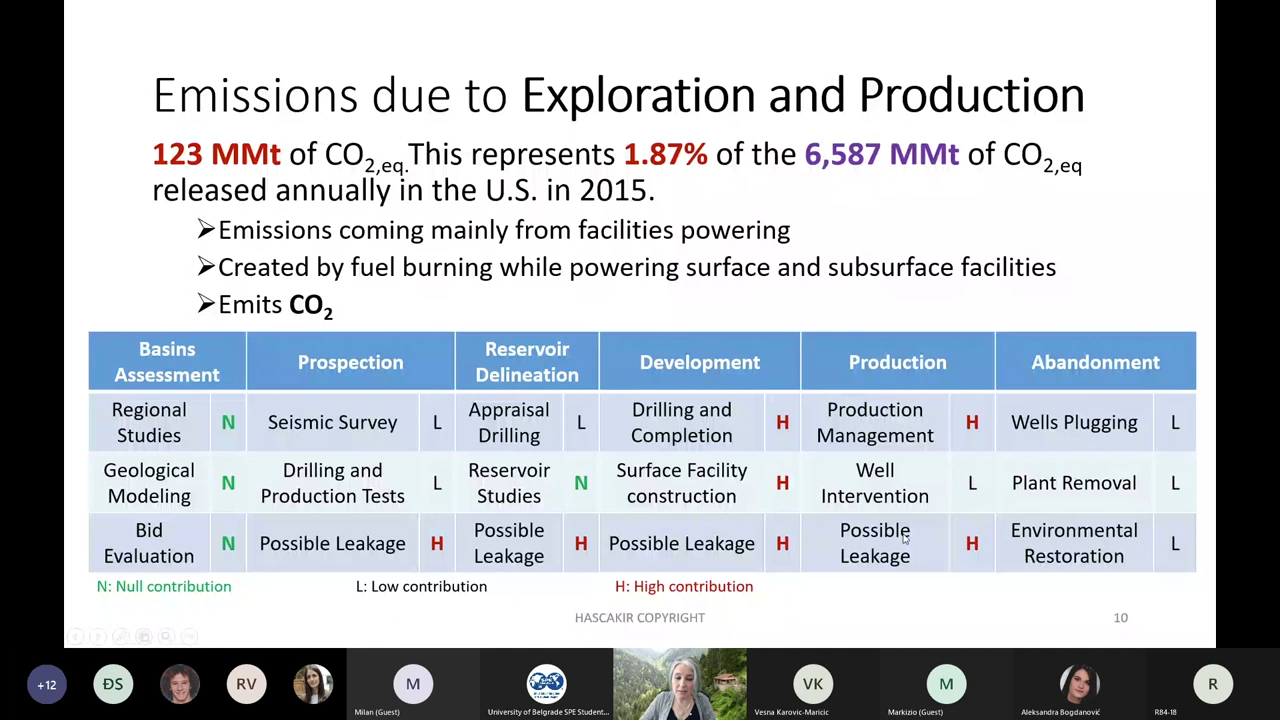 Emissions due to Exploration and Production
123 MMt of CO2,eq. This represents 1.87% of the 6,587 MMt of CO2,eq
released annually in the U.S. in 2015.
➢Emissions coming mainly from facilities powering
➢Created by fuel burning while powering surface and subsurface facilities
➢Emits CO2
Basins Assessment
Prospection
Reservoir Delineation
Development
Production
Abandonment
Regional Studies N
Seismic Survey L
Appraisal Drilling L
Drilling and Completion H
Production Management H
Wells Plugging L
Geological Modeling N
Drilling and Production Tests L
Reservoir Studies N
Surface Facility construction H
Well Intervention L
Plant Removal L
Bid Evaluation N
Possible Leakage H
Possible Leakage H
Possible Leakage H
Possible Leakage H
Environmental Restoration L
N: Null contribution
L: Low contribution
H: High contribution
HASCAKIR COPYRIGHT
10
+12
ĐS
RV
M
Milan (Guest)
University of Belgrade SPE Student...
VK
Vesna Karovic-Maricic
M
Markizio (Guest)
Aleksandra Bogdanović
R
R84-18